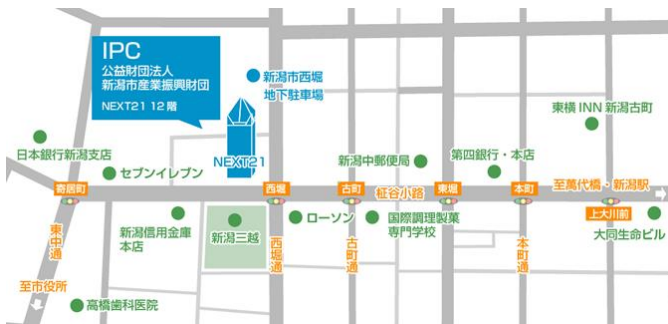 IPC
公益財団法人
新潟市産業振興財団
NEXT21 12階
新潟市西堀
地下駐車場
東横INN 新潟古町
日本銀行新潟支店
NEXT21
新潟中郵便局
第四銀行・本店
セブンイレブン
至萬代橋・新潟駅
寄居町
西堀
古町
柾谷小路
東堀
本町
上大川前
新潟信用金庫
本店
新潟三越
ローソン
国際調理製菓
専門学校
大同生命ビル
東中通
西堀通
古町通
本町通
至市役所
高橋歯科医院